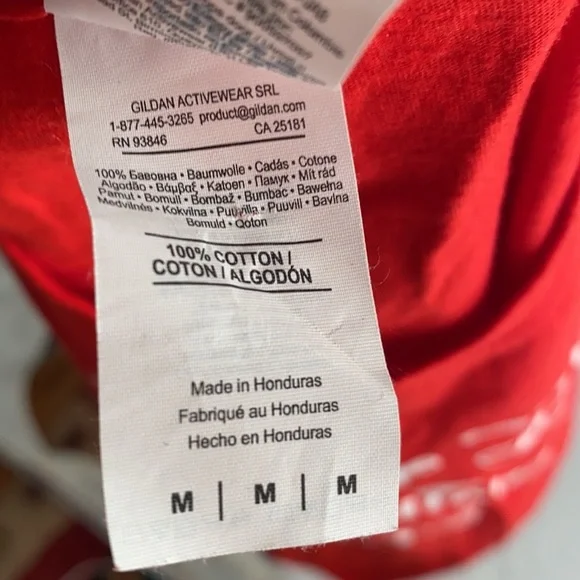 GILDAN ACTIVEWEAR SRL
1-877-445-3265 product@gildan.com
RN 93846 CA 25181
100% Бавовна • Baumwolle • Cadás • Cotone
Algodão • Βάμβαξ • Katoen • Памук • Mit rád
Pamut • Bomull • Bombaž • Bumbac • Bawełna
Medvilnės • Kokvilna • Puuvilla • Puuvill • Bavlna
Bomuld • Qoton
100% COTTON /
COTON / ALGODÓN
Made in Honduras
Fabriqué au Honduras
Hecho en Honduras
M | M | M